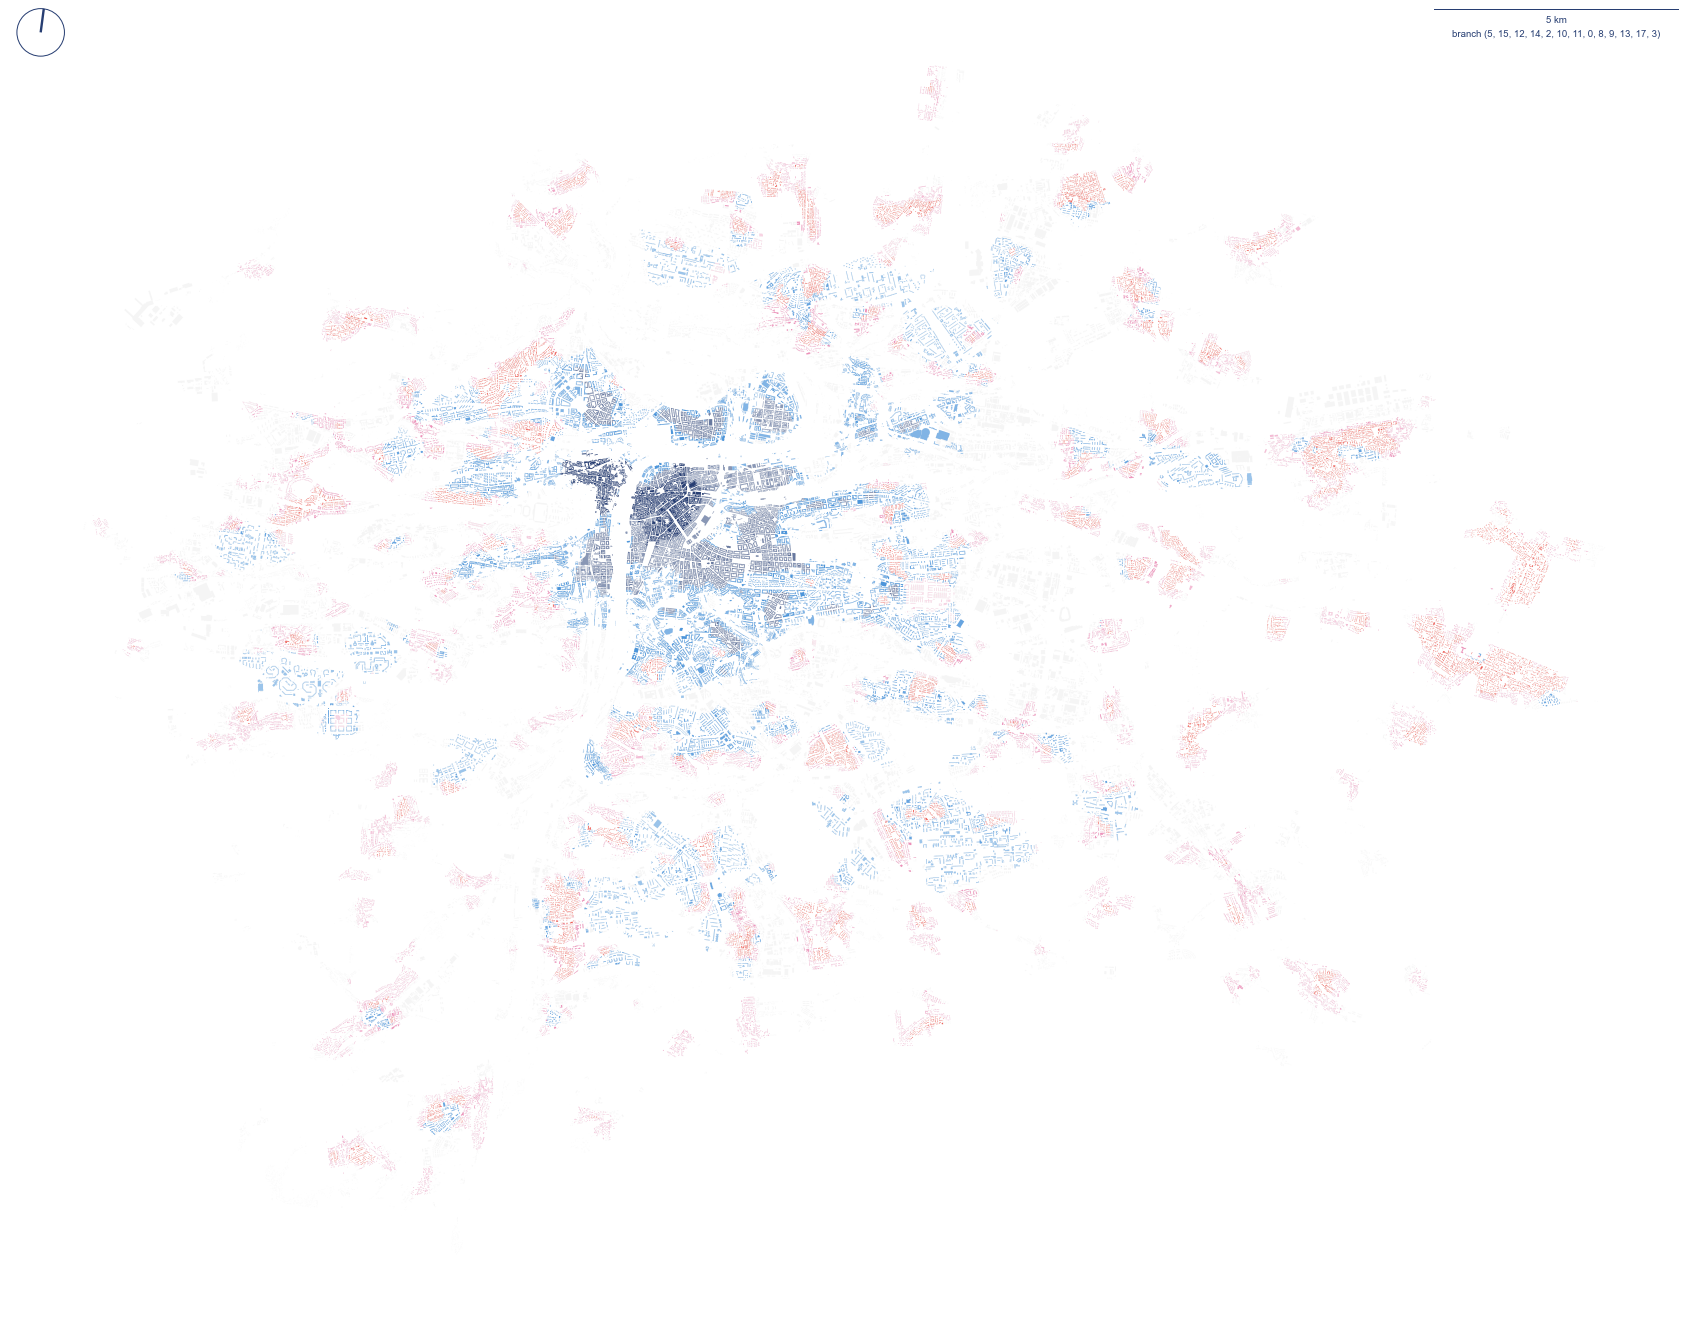 5 km
branch (5, 15, 12, 14, 2, 10, 11, 0, 8, 9, 13, 17, 3)